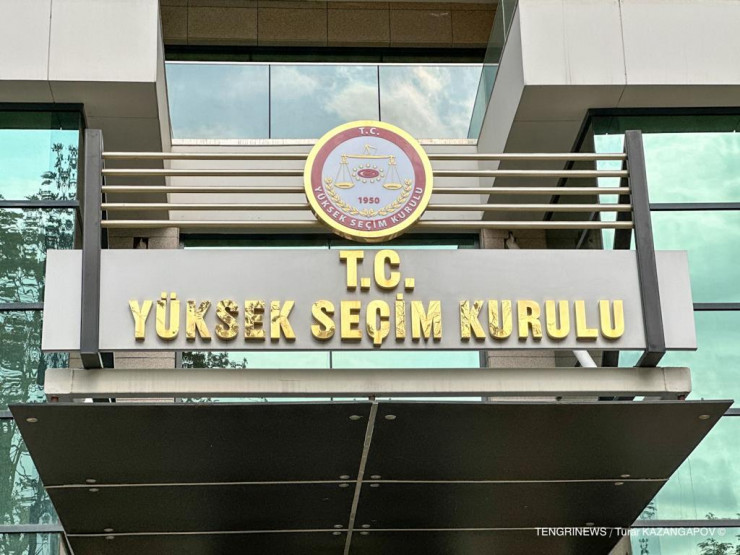 T.C.
1950
YÜKSEK SEÇİM KURULU
T.C.
YÜKSEK SEÇİM KURULU
TENGRINEWS / Turar KAZANGAPOV ©